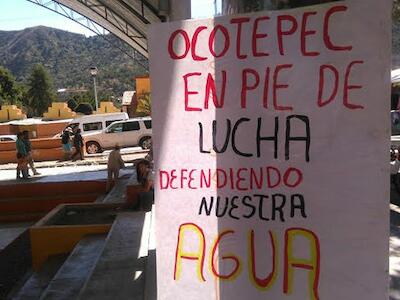 OCOTEPEC
EN PIE DE
LUCHA
DEFENDIENDO
NUESTRA
AGUA